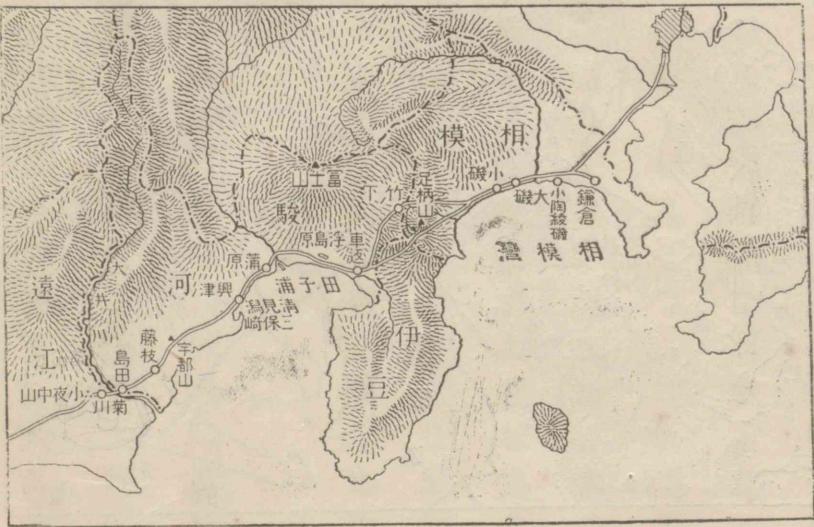 相模
富士山
足柄山
竹下
小磯
大磯
小陶綾磯
鎌倉
相模灣
駿河
浮島原
車返
田子浦
蒲原
興津
清見潟
三保崎
伊豆
遠江
大井
宇都山
藤枝
島田
菊川
小夜中山